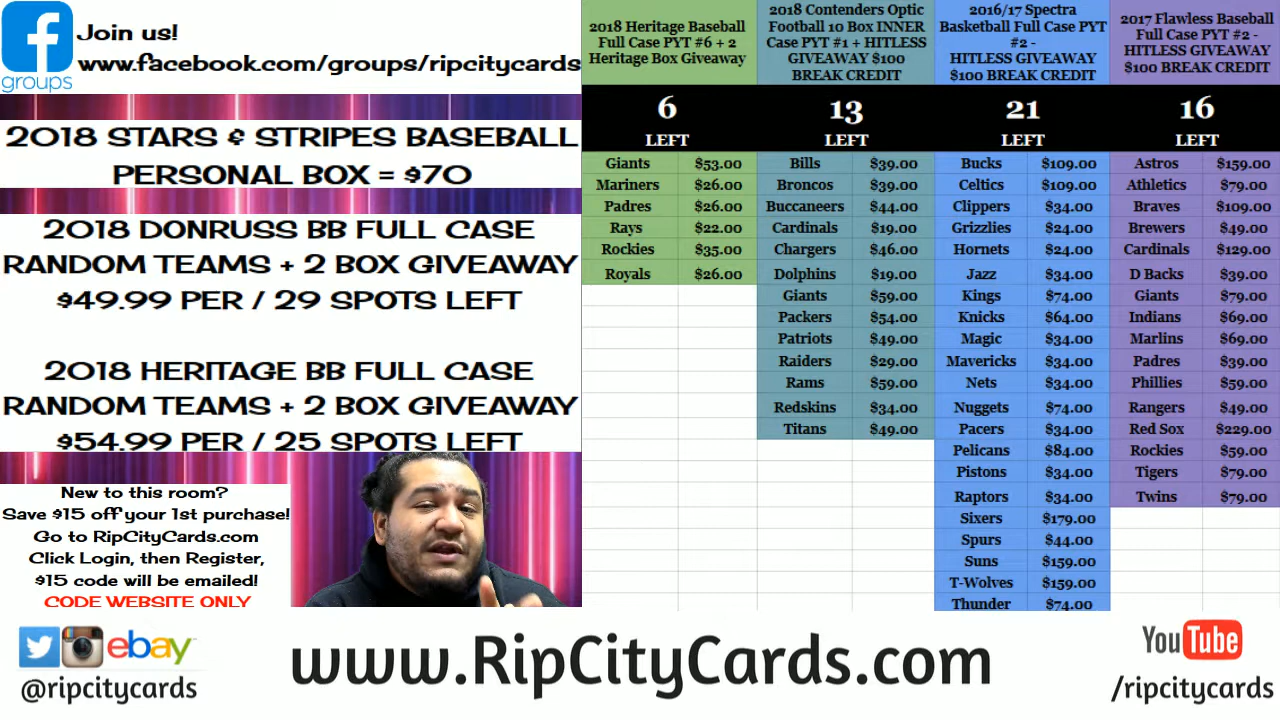 Join us!
www.facebook.com/groups/ripcitycards
groups
2018 STARS & STRIPES BASEBALL
PERSONAL BOX = $70
2018 DONRUSS BB FULL CASE
RANDOM TEAMS + 2 BOX GIVEAWAY
$49.99 PER / 29 SPOTS LEFT
2018 HERITAGE BB FULL CASE
RANDOM TEAMS + 2 BOX GIVEAWAY
$54.99 PER / 25 SPOTS LEFT
New to this room?
Save $15 off your 1st purchase!
Go to RipCityCards.com
Click Login, then Register,
$15 code will be emailed!
CODE WEBSITE ONLY
2018 Heritage Baseball
Full Case PYT #6 + 2
Heritage Box Giveaway
6
LEFT
Giants $53.00
Mariners $26.00
Padres $26.00
Rays $22.00
Rockies $35.00
Royals $26.00
2018 Contenders Optic
Football 10 Box INNER
Case PYT #1 + HITLESS
GIVEAWAY $100
BREAK CREDIT
13
LEFT
Bills $39.00
Broncos $39.00
Buccaneers $44.00
Cardinals $19.00
Chargers $46.00
Dolphins $19.00
Giants $59.00
Packers $54.00
Patriots $49.00
Raiders $29.00
Rams $59.00
Redskins $34.00
Titans $49.00
2016/17 Spectra
Basketball Full Case PYT
#2 -
HITLESS GIVEAWAY
$100 BREAK CREDIT
21
LEFT
Bucks $109.00
Celtics $109.00
Clippers $34.00
Grizzlies $24.00
Hornets $24.00
Jazz $34.00
Kings $74.00
Knicks $64.00
Magic $34.00
Mavericks $34.00
Nets $34.00
Nuggets $74.00
Pacers $34.00
Pelicans $84.00
Pistons $34.00
Raptors $34.00
Sixers $179.00
Spurs $44.00
Suns $159.00
T-Wolves $159.00
Thunder $74.00
2017 Flawless Baseball
Full Case PYT #2 -
HITLESS GIVEAWAY
$100 BREAK CREDIT
16
LEFT
Astros $159.00
Athletics $79.00
Braves $109.00
Brewers $49.00
Cardinals $129.00
D Backs $39.00
Giants $79.00
Indians $69.00
Marlins $69.00
Padres $39.00
Phillies $59.00
Rangers $49.00
Red Sox $229.00
Rockies $59.00
Tigers $79.00
Twins $79.00
ebay
@ripcitycards
www.RipCityCards.com
YouTube
/ripcitycards